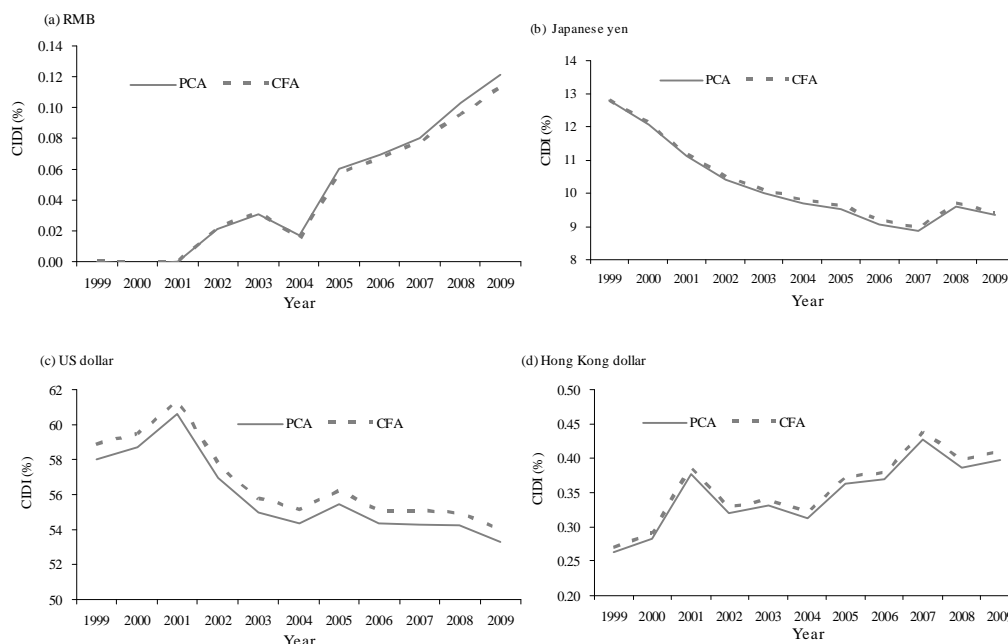 (a) RMB
0.14
0.12
0.10
0.08
0.06
0.04
0.02
0.00
CIDI (%)
PCA CFA
1999 2000 2001 2002 2003 2004 2005 2006 2007 2008 2009
Year
(b) Japanese yen
14
13
12
11
10
9
8
CIDI (%)
PCA CFA
1999 2000 2001 2002 2003 2004 2005 2006 2007 2008 2009
Year
(c) US dollar
62
60
58
56
54
52
50
CIDI (%)
PCA CFA
1999 2000 2001 2002 2003 2004 2005 2006 2007 2008 2009
Year
(d) Hong Kong dollar
0.50
0.45
0.40
0.35
0.30
0.25
0.20
CIDI (%)
PCA CFA
1999 2000 2001 2002 2003 2004 2005 2006 2007 2008 2009
Year